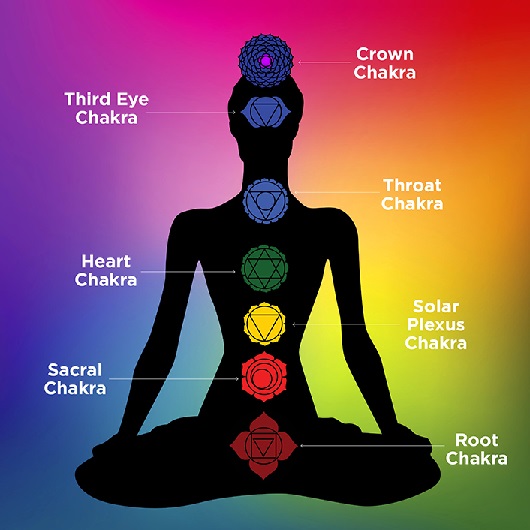 Crown
Chakra
Third Eye
Chakra
Throat
Chakra
Heart
Chakra
Solar
Plexus
Chakra
Sacral
Chakra
Root
Chakra